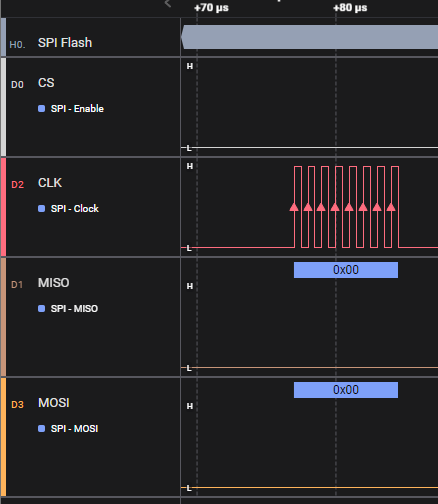 +70 µs +80 µs
H0. SPI Flash
D0 CS
SPI - Enable
H
L
D2 CLK
SPI - Clock
H
L
D1 MISO
SPI - MISO
0x00
H
L
D3 MOSI
SPI - MOSI
0x00
H
L